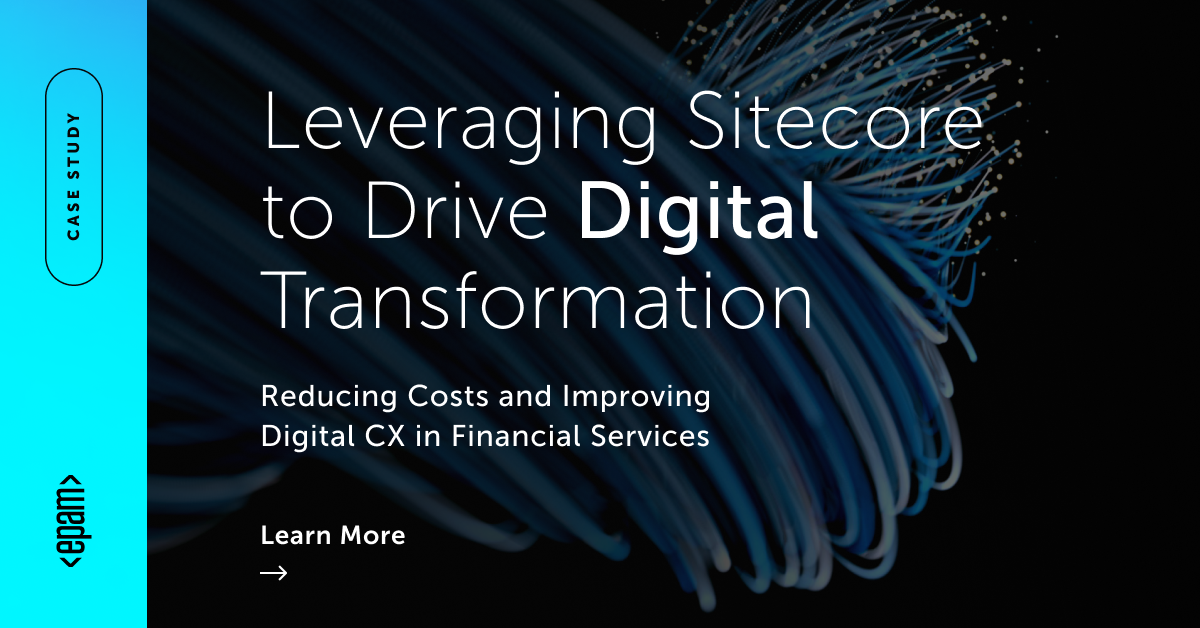 CASE STUDY
Leveraging Sitecore
to Drive Digital
Transformation
Reducing Costs and Improving
Digital CX in Financial Services
Learn More
→
<epam>